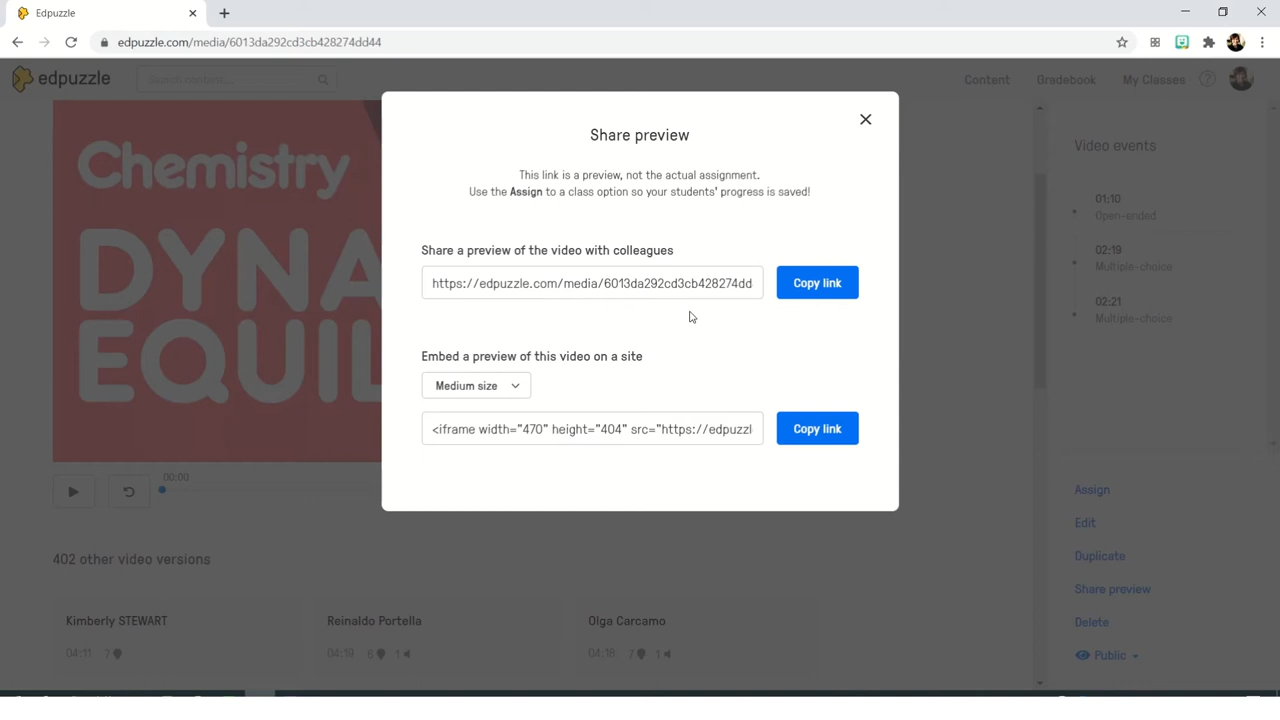 Edpuzzle
edpuzzle.com/media/6013da292cd3cb428274dd44
edpuzzle
Search content...
Content
Gradebook
My Classes
?
Chemistry
DYNA
EQUIL
00:00
402 other video versions
Kimberly STEWART
04:11 7
Reinaldo Portella
04:19 6 1
Olga Carcamo
04:18 7 1
Share preview
This link is a preview, not the actual assignment.
Use the Assign to a class option so your students' progress is saved!
Share a preview of the video with colleagues
https://edpuzzle.com/media/6013da292cd3cb428274dd
Copy link
Embed a preview of this video on a site
Medium size
<iframe width="470" height="404" src="https://edpuzzl
Copy link
Video events
01:10
Open-ended
02:19
Multiple-choice
02:21
Multiple-choice
Assign
Edit
Duplicate
Share preview
Delete
Public